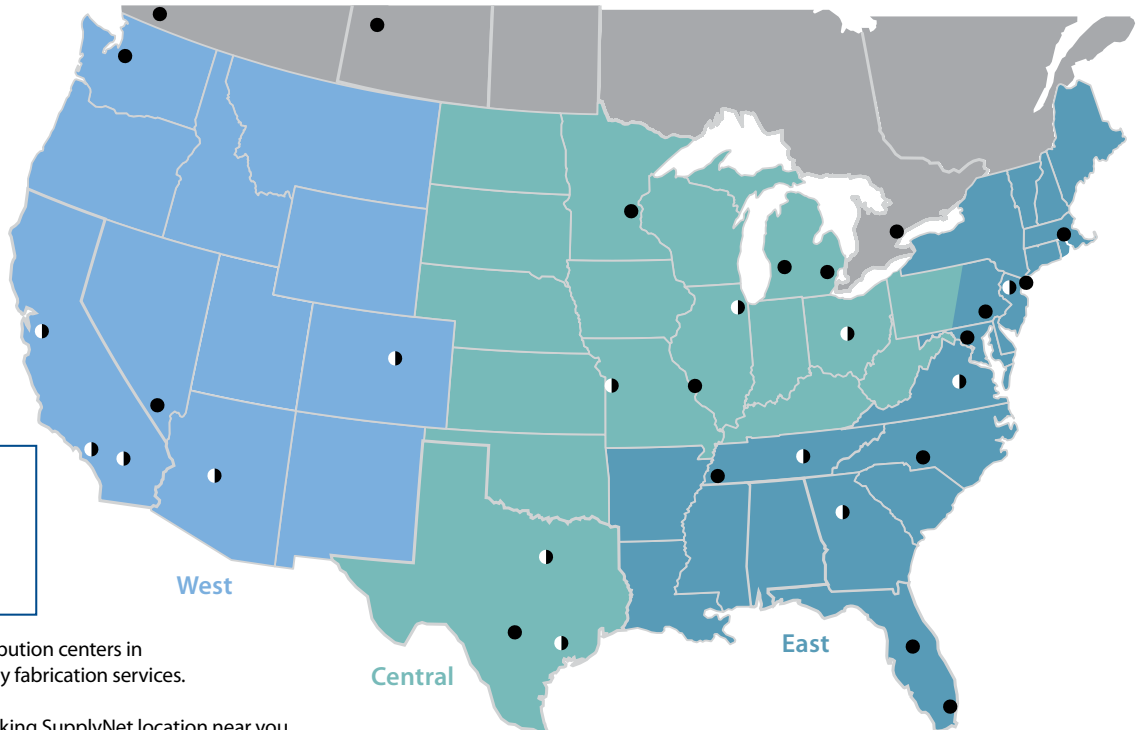 West
East
Central
bution centers in
y fabrication services.
king SupplyNet location near you